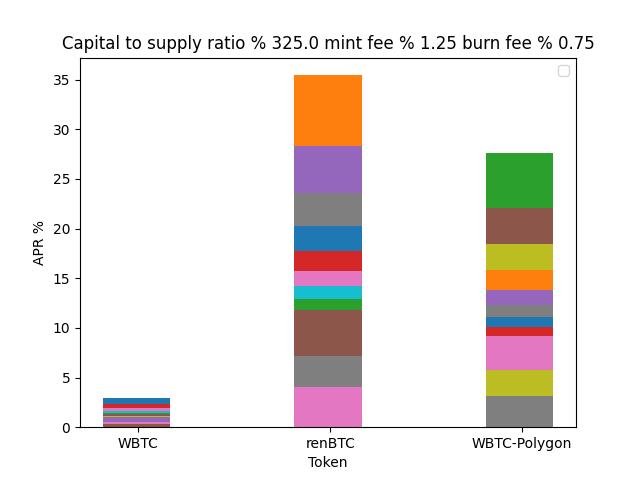 Capital to supply ratio % 325.0 mint fee % 1.25 burn fee % 0.75
35
30
25
20
15
10
5
0
APR %
WBTC
renBTC
WBTC-Polygon
Token